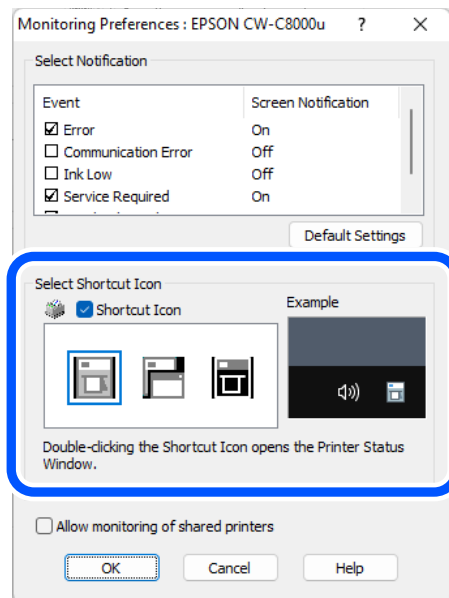 Monitoring Preferences : EPSON CW-C8000u
Select Notification
Event Screen Notification
Error On
Communication Error Off
Ink Low Off
Service Required On
Default Settings
Select Shortcut Icon
Shortcut Icon
Example
Double-clicking the Shortcut Icon opens the Printer Status
Window.
Allow monitoring of shared printers
OK Cancel Help